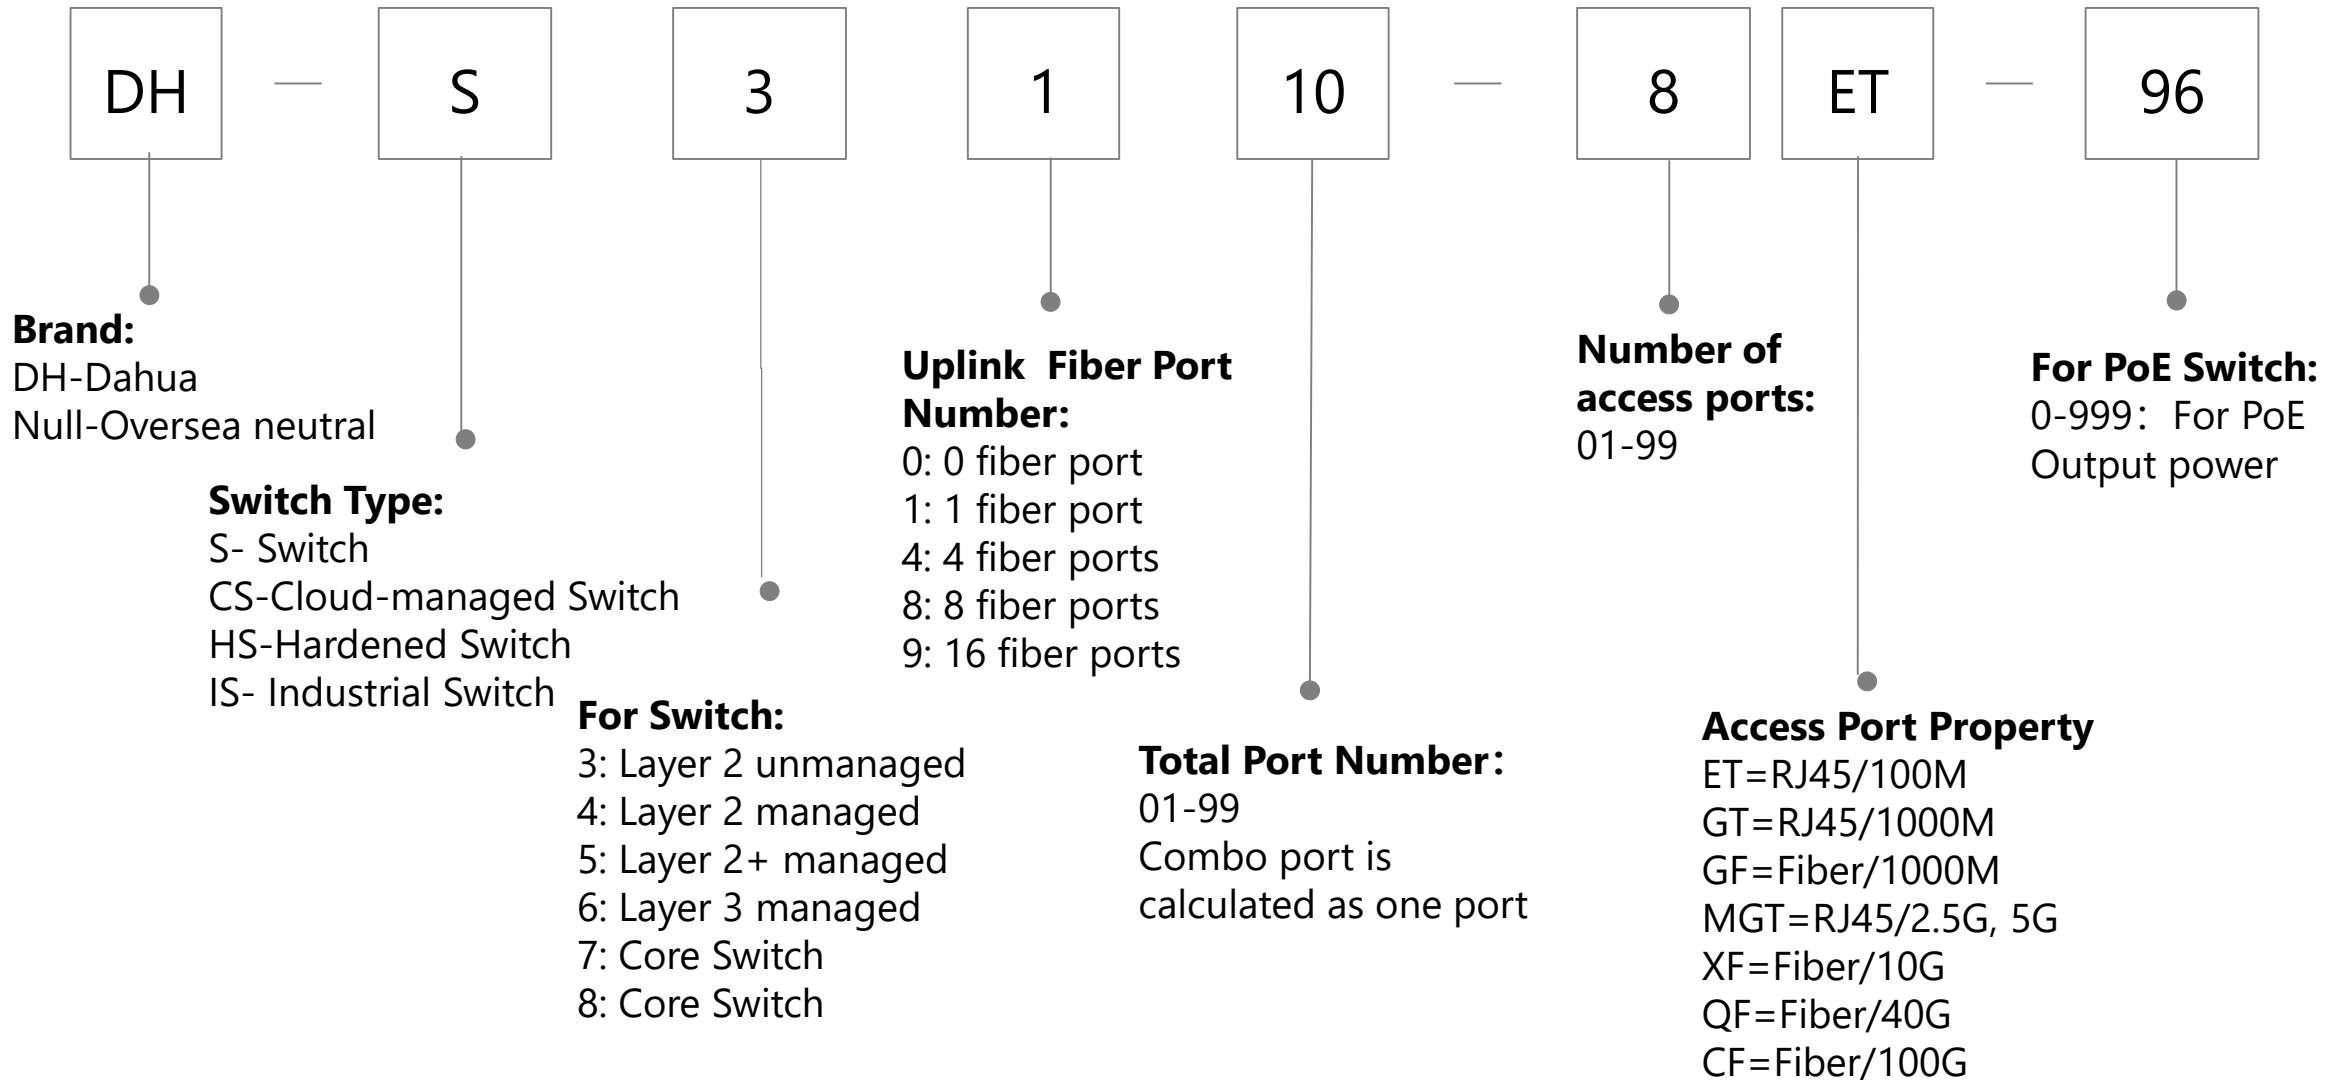 DH — S 3 1 10 — 8 ET — 96
Brand:
DH-Dahua
Null-Oversea neutral
Switch Type:
S- Switch
CS-Cloud-managed Switch
HS-Hardened Switch
IS- Industrial Switch
For Switch:
3: Layer 2 unmanaged
4: Layer 2 managed
5: Layer 2+ managed
6: Layer 3 managed
7: Core Switch
8: Core Switch
Uplink  Fiber Port
Number:
0: 0 fiber port
1: 1 fiber port
4: 4 fiber ports
8: 8 fiber ports
9: 16 fiber ports
Total Port Number：
01-99
Combo port is
calculated as one port
Number of
access ports:
01-99
Access Port Property
ET=RJ45/100M
GT=RJ45/1000M
GF=Fiber/1000M
MGT=RJ45/2.5G, 5G
XF=Fiber/10G
QF=Fiber/40G
CF=Fiber/100G
For PoE Switch:
0-999：For PoE
Output power